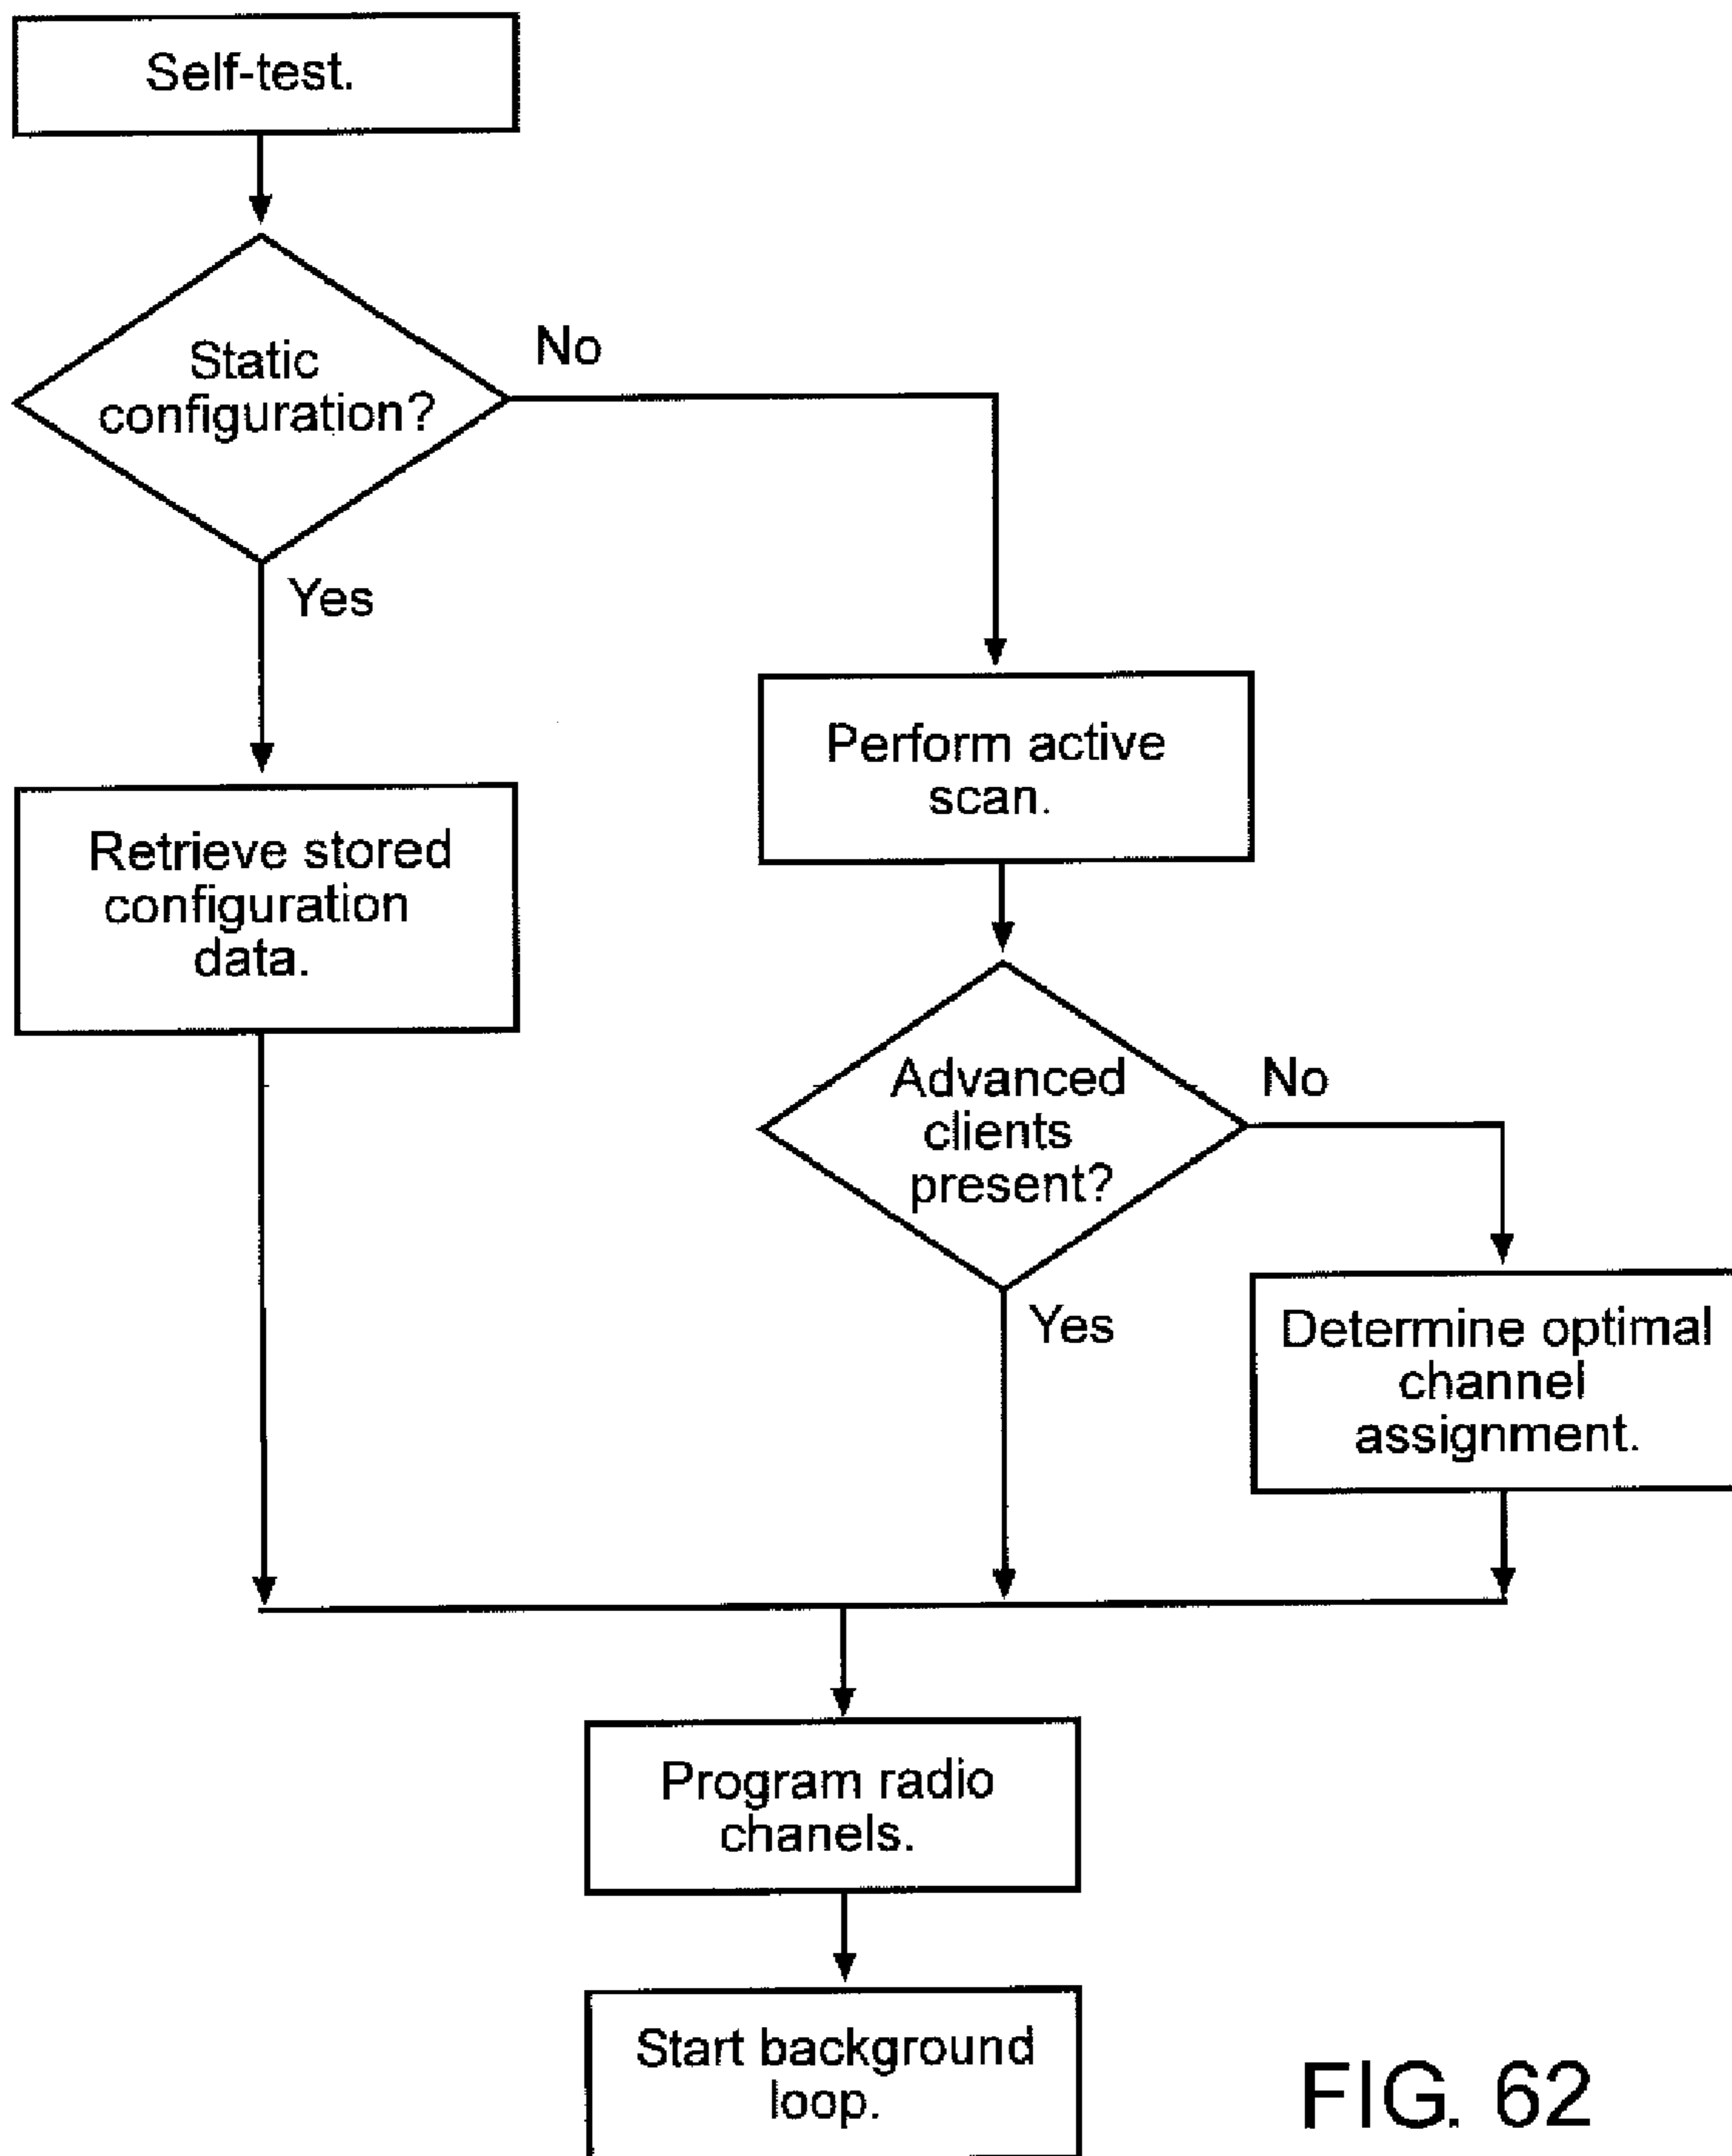 Self-test.
Static
configuration?
No
Yes
Perform active
scan.
Retrieve stored
configuration
data.
Advanced
clients
present?
No
Yes
Determine optimal
channel
assignment.
Program radio
chanels.
Start background
loop.
FIG. 62